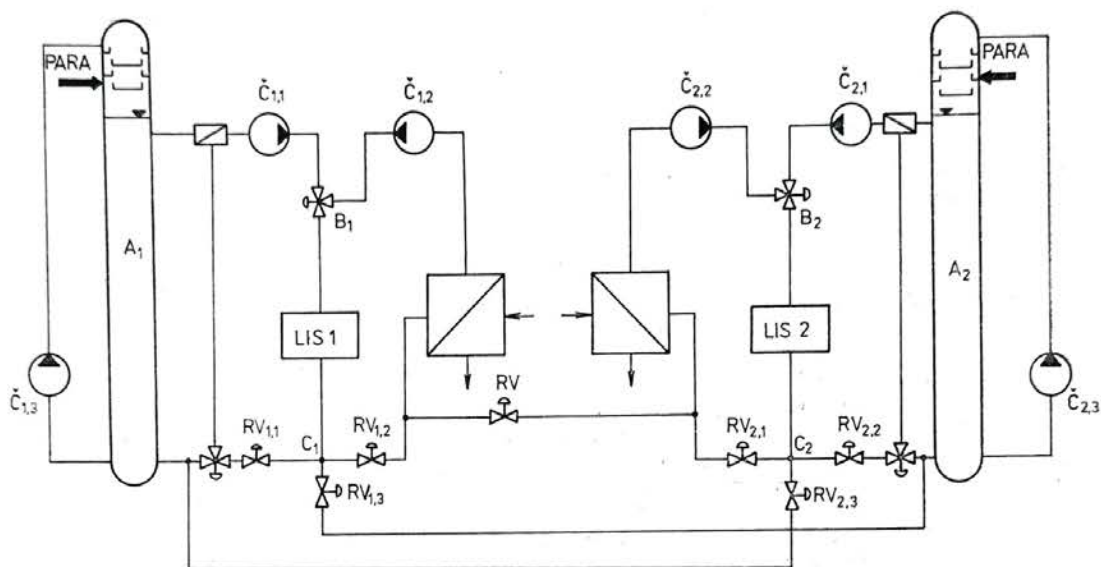 PARA
Č1,1
Č1,2
Č2,2
Č2,1
PARA
B1
B2
A1
A2
LIS 1
LIS 2
Č1,3
RV
Č2,3
RV1,1
C1
RV1,2
RV2,1
C2
RV2,2
RV1,3
RV2,3